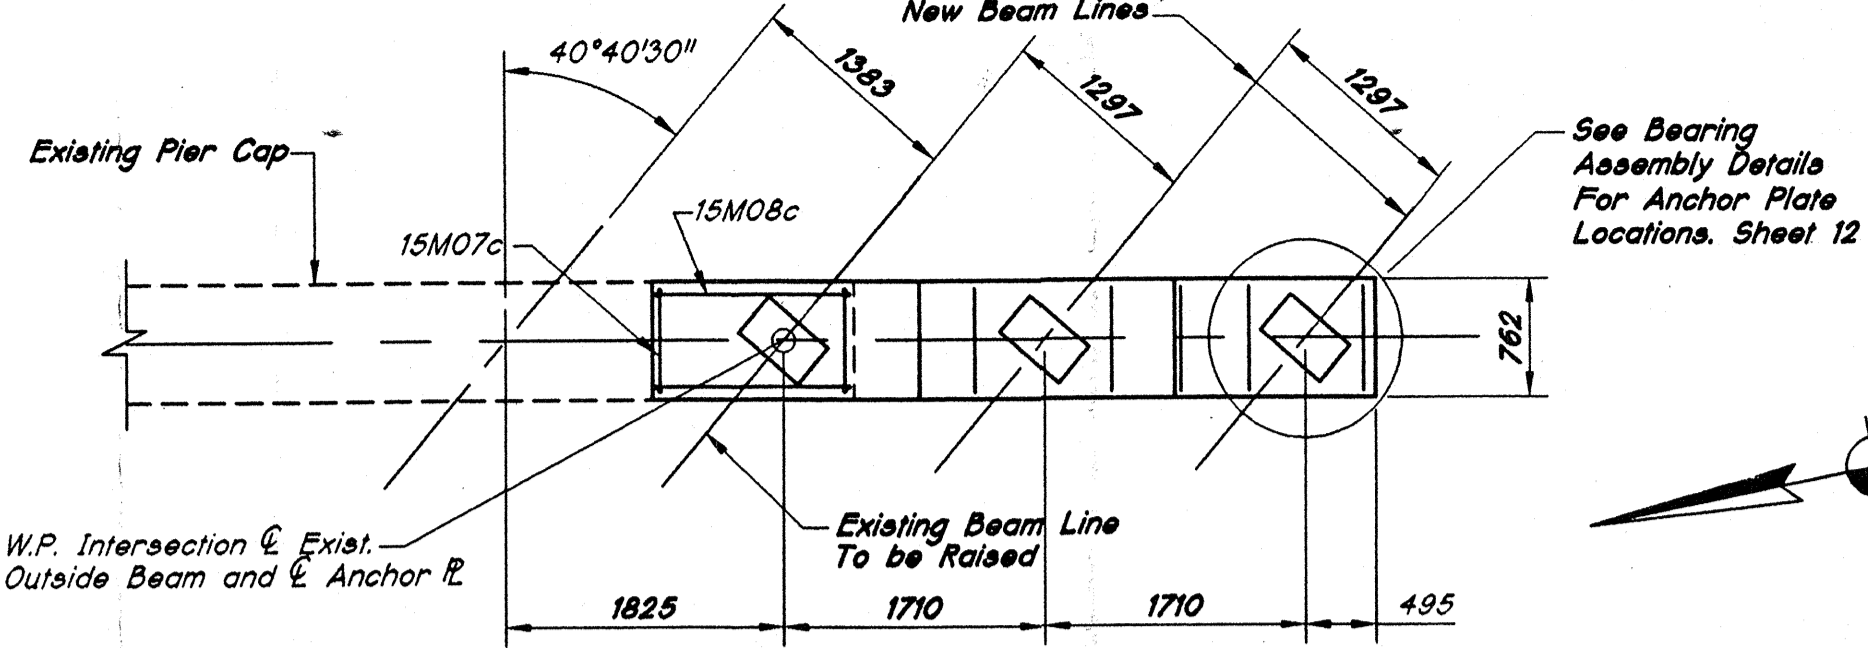 New Beam Lines
40°40'30"
1383
1297
1297
Existing Pier Cap
See Bearing
Assembly Details
For Anchor Plate
Locations. Sheet 12
15M08c
15M07c
762
W.P. Intersection ℄ Exist.
Outside Beam and ℄ Anchor ⅊
Existing Beam Line
To be Raised
1825
1710
1710
495